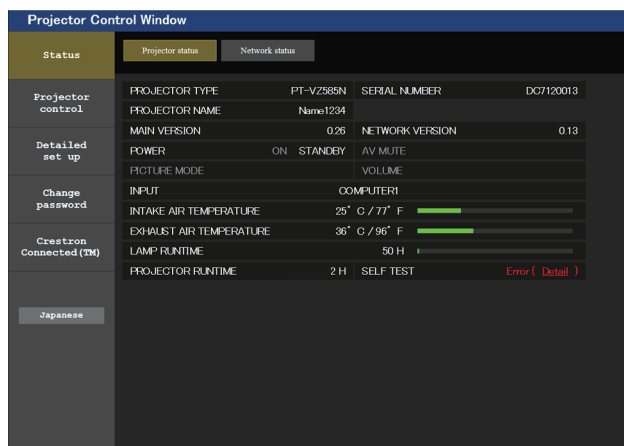 Projector Control Window
Status
Projector status
Network status
Projector
control
Detailed
set up
Change
password
Crestron
Connected(TM)
Japanese
PROJECTOR TYPE PT-VZ585N SERIAL NUMBER DC7120013
PROJECTOR NAME Name1234
MAIN VERSION 0.26 NETWORK VERSION 0.13
POWER ON STANDBY AV MUTE
PICTURE MODE VOLUME
INPUT COMPUTER1
INTAKE AIR TEMPERATURE 25° C / 77° F
EXHAUST AIR TEMPERATURE 36° C / 96° F
LAMP RUNTIME 50 H
PROJECTOR RUNTIME 2 H SELF TEST Error ( Detail )